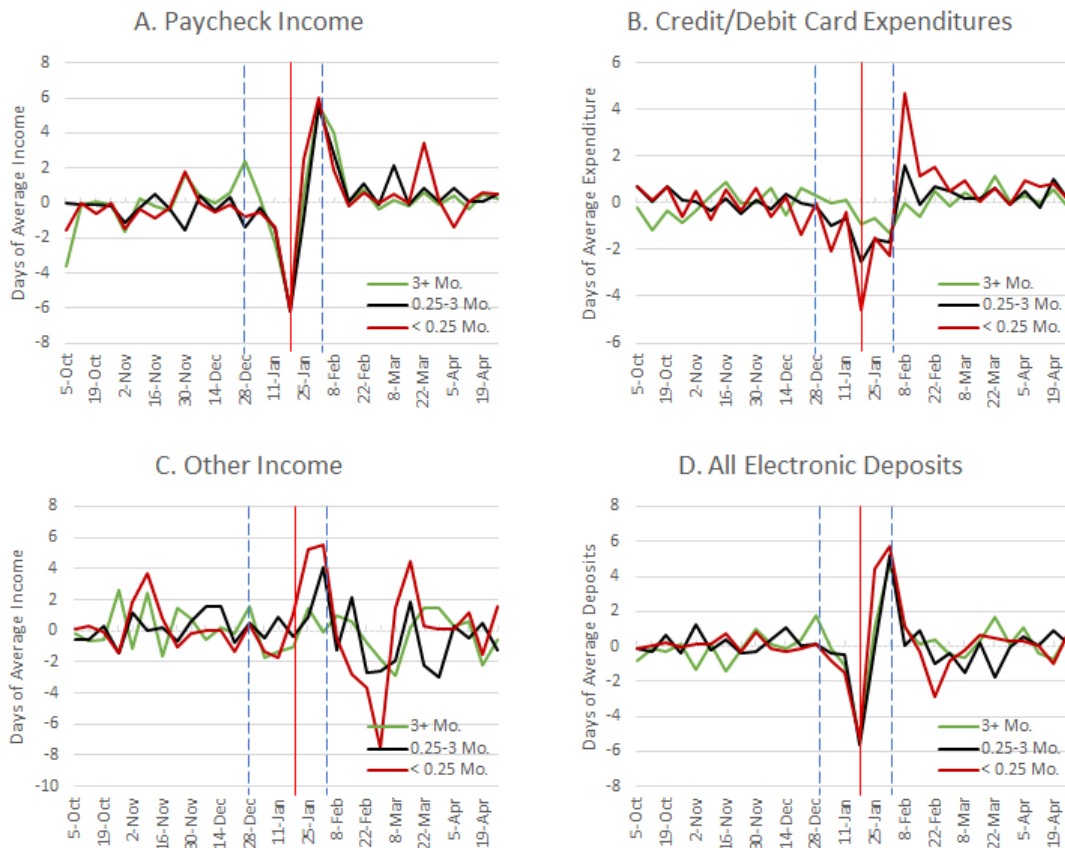 A. Paycheck Income
Days of Average Income
8
6
4
2
0
-2
-4
-6
-8
3+ Mo.
0.25-3 Mo.
< 0.25 Mo.
5-Oct
19-Oct
2-Nov
16-Nov
30-Nov
14-Dec
28-Dec
11-Jan
25-Jan
8-Feb
22-Feb
8-Mar
22-Mar
5-Apr
19-Apr
B. Credit/Debit Card Expenditures
Days of Average Expenditure
6
4
2
0
-2
-4
-6
3+ Mo.
0.25-3 Mo.
< 0.25 Mo.
5-Oct
19-Oct
2-Nov
16-Nov
30-Nov
14-Dec
28-Dec
11-Jan
25-Jan
8-Feb
22-Feb
8-Mar
22-Mar
5-Apr
19-Apr
C. Other Income
Days of Average Income
8
6
4
2
0
-2
-4
-6
-8
-10
3+ Mo.
0.25-3 Mo.
< 0.25 Mo.
5-Oct
19-Oct
2-Nov
16-Nov
30-Nov
14-Dec
28-Dec
11-Jan
25-Jan
8-Feb
22-Feb
8-Mar
22-Mar
5-Apr
19-Apr
D. All Electronic Deposits
Days of Average Deposits
8
6
4
2
0
-2
-4
-6
-8
3+ Mo.
0.25-3 Mo.
< 0.25 Mo.
5-Oct
19-Oct
2-Nov
16-Nov
30-Nov
14-Dec
28-Dec
11-Jan
25-Jan
8-Feb
22-Feb
8-Mar
22-Mar
5-Apr
19-Apr